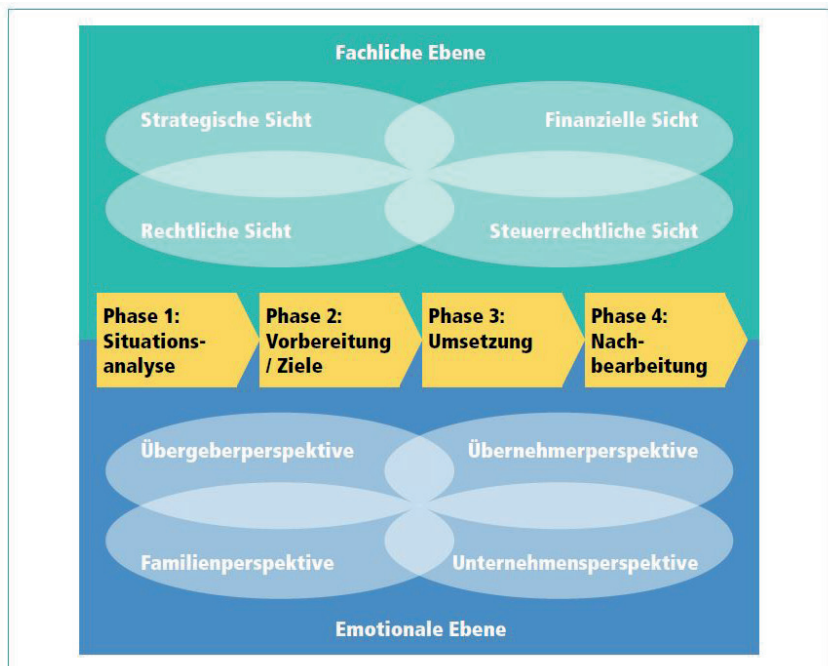 Fachliche Ebene
Strategische Sicht
Finanzielle Sicht
Rechtliche Sicht
Steuerrechtliche Sicht
Phase 1:
Situations-
analyse
Phase 2:
Vorbereitung
/ Ziele
Phase 3:
Umsetzung
Phase 4:
Nach-
bearbeitung
Übergeberperspektive
Übernehmerperspektive
Familienperspektive
Unternehmensperspektive
Emotionale Ebene